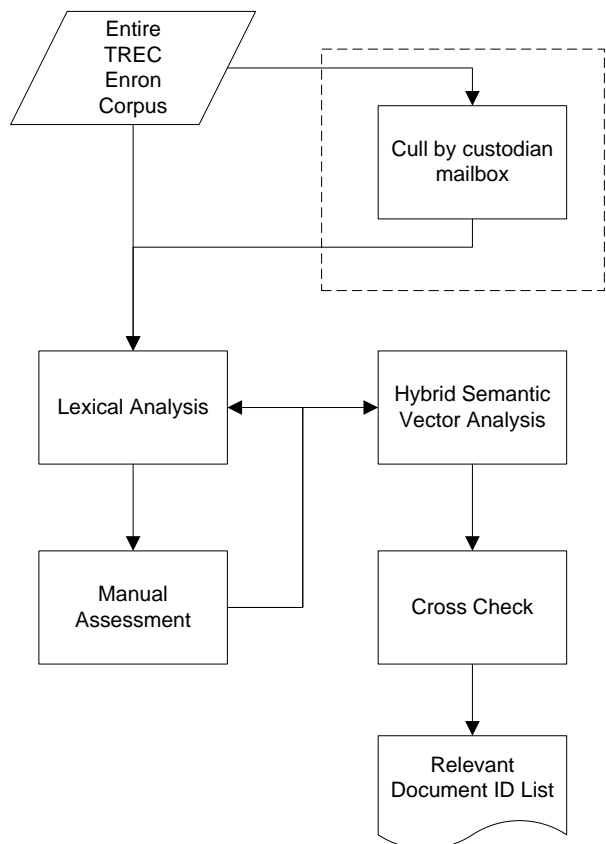 Entire
TREC
Enron
Corpus
Cull by custodian
mailbox
Lexical Analysis
Hybrid Semantic
Vector Analysis
Manual
Assessment
Cross Check
Relevant
Document ID List